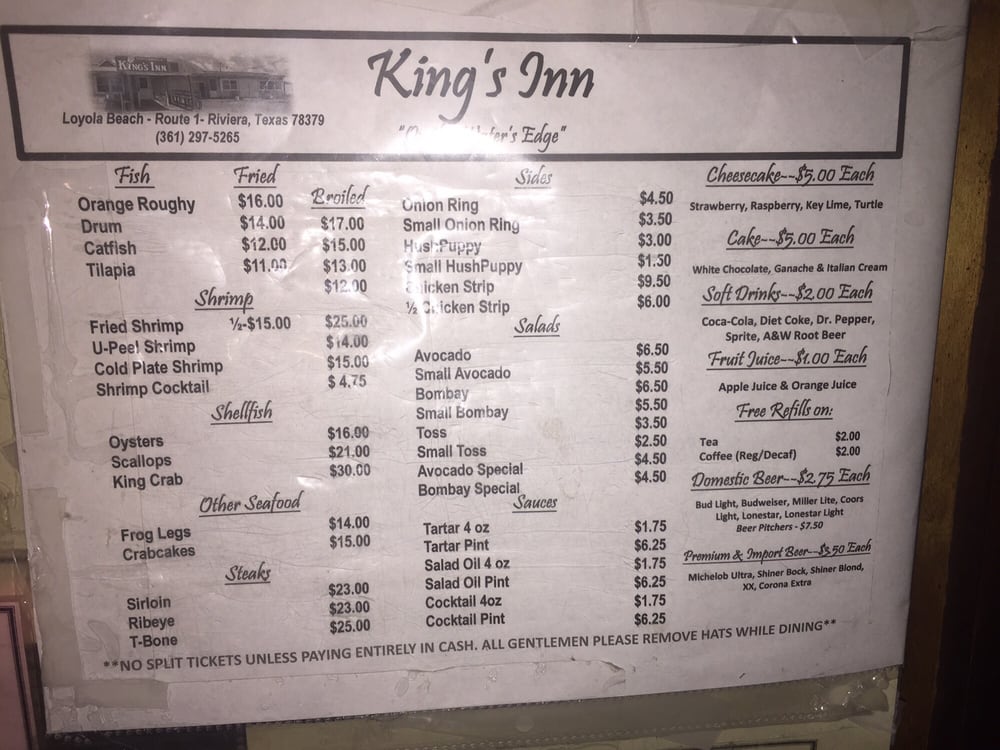 KING'S INN
King's Inn
Loyola Beach - Route 1- Riviera, Texas 78379
(361) 297-5265
Water's Edge"
Fish Fried Broiled
Orange Roughy $16.00 $17.00
Drum $14.00 $15.00
Catfish $12.00 $13.00
Tilapia $11.00 $12.00
Shrimp
Fried Shrimp ½-$15.00 $25.00
U-Peel Shrimp $14.00
Cold Plate Shrimp $15.00
Shrimp Cocktail $ 4.75
Shellfish
Oysters $16.00
Scallops $21.00
King Crab $30.00
Other Seafood
Frog Legs $14.00
Crabcakes $15.00
Steaks
Sirloin $23.00
Ribeye $23.00
T-Bone $25.00
Sides
Onion Ring $4.50
Small Onion Ring $3.50
HushPuppy $3.00
Small HushPuppy $1.50
Chicken Strip $9.50
½ Chicken Strip $6.00
Salads
Avocado $6.50
Small Avocado $5.50
Bombay $6.50
Small Bombay $5.50
Toss $3.50
Small Toss $2.50
Avocado Special $4.50
Bombay Special $4.50
Sauces
Tartar 4 oz $1.75
Tartar Pint $6.25
Salad Oil 4 oz $1.75
Salad Oil Pint $6.25
Cocktail 4oz $1.75
Cocktail Pint $6.25
Cheesecake--$5.00 Each
Strawberry, Raspberry, Key Lime, Turtle
Cake--$5.00 Each
White Chocolate, Ganache & Italian Cream
Soft Drinks--$2.00 Each
Coca-Cola, Diet Coke, Dr. Pepper,
Sprite, A&W Root Beer
Fruit Juice--$1.00 Each
Apple Juice & Orange Juice
Free Refills on:
Tea $2.00
Coffee (Reg/Decaf) $2.00
Domestic Beer--$2.75 Each
Bud Light, Budweiser, Miller Lite, Coors
Light, Lonestar, Lonestar Light
Beer Pitchers - $7.50
Premium & Import Beer--$3.50 Each
Michelob Ultra, Shiner Bock, Shiner Blond,
XX, Corona Extra
**NO SPLIT TICKETS UNLESS PAYING ENTIRELY IN CASH. ALL GENTLEMEN PLEASE REMOVE HATS WHILE DINING**